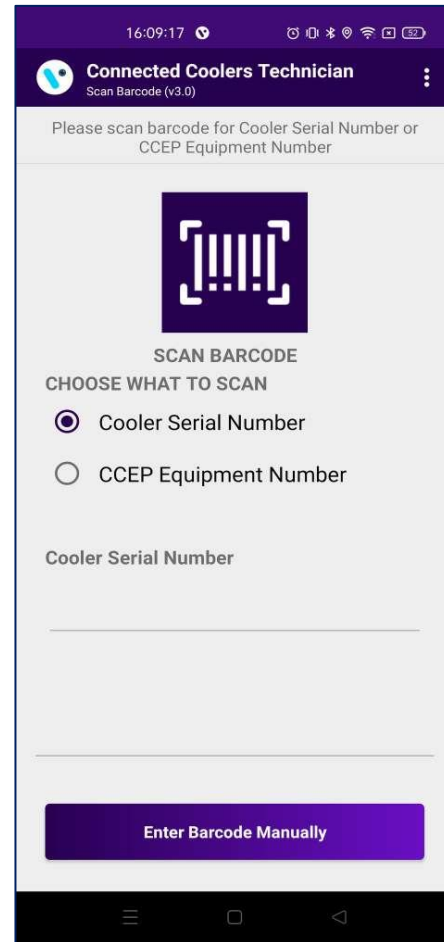 16:09:17
52
Connected Coolers Technician
Scan Barcode (v3.0)
Please scan barcode for Cooler Serial Number or
CCEP Equipment Number
SCAN BARCODE
CHOOSE WHAT TO SCAN
Cooler Serial Number
CCEP Equipment Number
Cooler Serial Number
Enter Barcode Manually